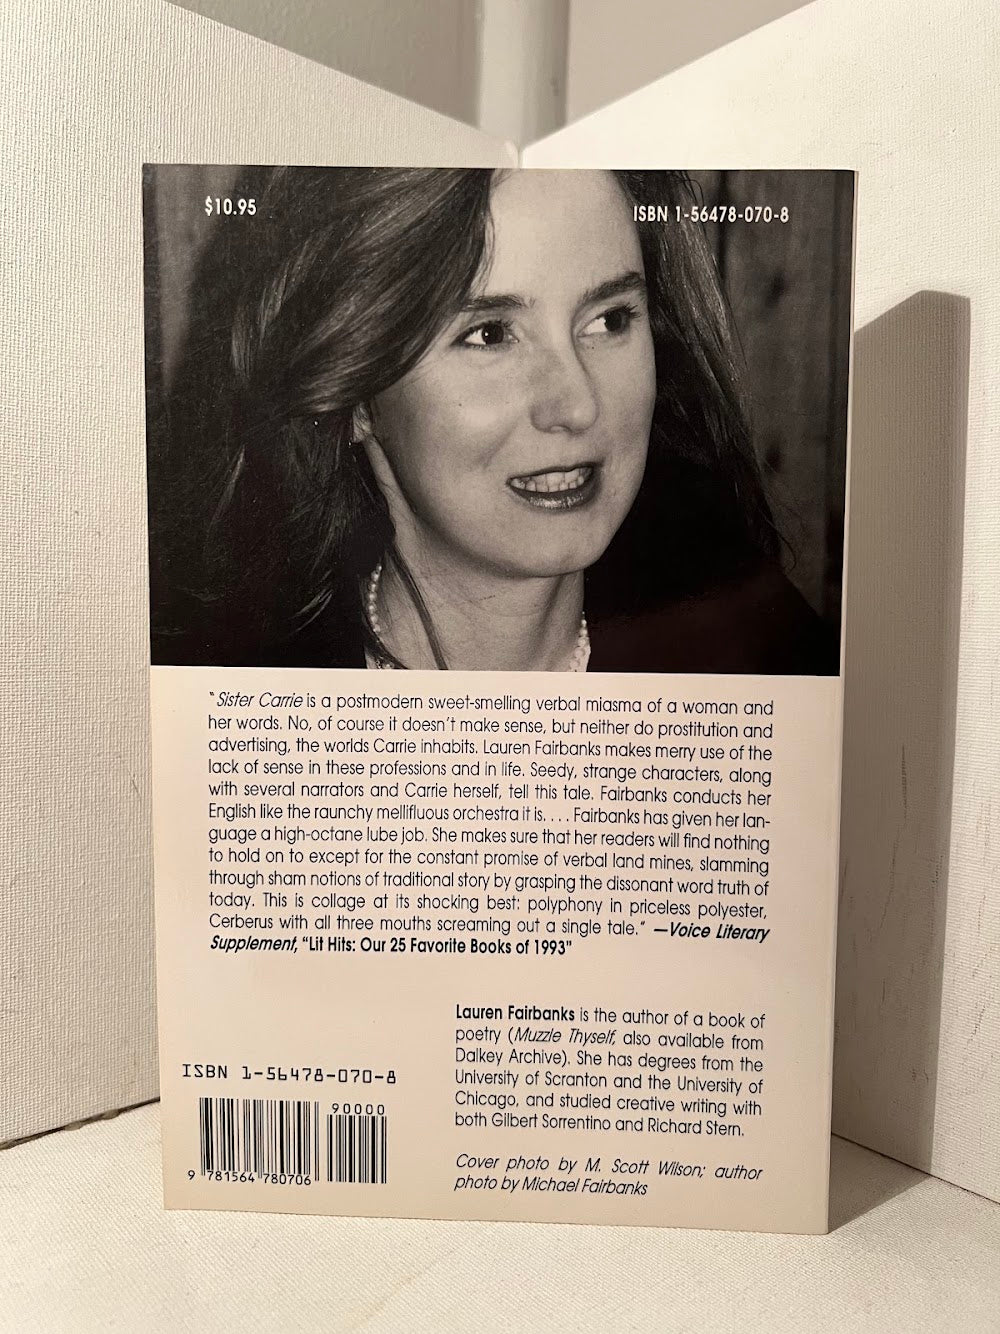 $10.95
ISBN 1-56478-070-8
"Sister Carrie is a postmodern sweet-smelling verbal miasma of a woman and
her words. No, of course it doesn't make sense, but neither do prostitution and
advertising, the worlds Carrie inhabits. Lauren Fairbanks makes merry use of the
lack of sense in these professions and in life. Seedy, strange characters, along
with several narrators and Carrie herself, tell this tale. Fairbanks conducts her
English like the raunchy mellifluous orchestra it is. . . . Fairbanks has given her lan-
guage a high-octane lube job. She makes sure that her readers will find nothing
to hold on to except for the constant promise of verbal land mines, slamming
through sham notions of traditional story by grasping the dissonant word truth of
today. This is collage at its shocking best: polyphony in priceless polyester,
Cerberus with all three mouths screaming out a single tale." —Voice Literary
Supplement, "Lit Hits: Our 25 Favorite Books of 1993"
Lauren Fairbanks is the author of a book of
poetry (Muzzle Thyself, also available from
Dalkey Archive). She has degrees from the
University of Scranton and the University of
Chicago, and studied creative writing with
both Gilbert Sorrentino and Richard Stern.
Cover photo by M. Scott Wilson; author
photo by Michael Fairbanks
ISBN 1-56478-070-8
90000
9 781564 780706